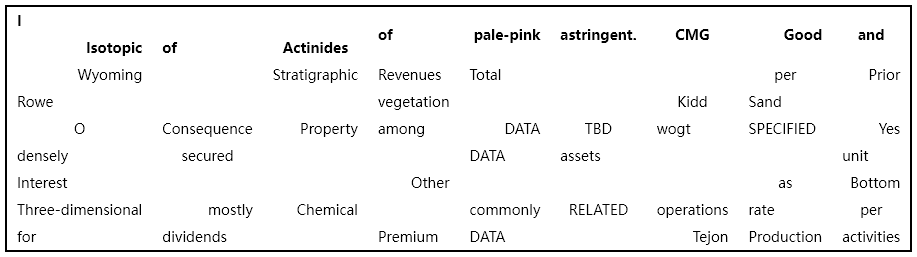 I Isotopic of Actinides of pale-pink astringent. CMG Good and
Wyoming Stratigraphic Revenues Total per Prior
Rowe vegetation Kidd Sand
O Consequence Property among DATA TBD wogt SPECIFIED Yes
densely secured DATA assets unit
Interest Other as Bottom
Three-dimensional mostly Chemical commonly RELATED operations rate per
for dividends Premium DATA Tejon Production activities